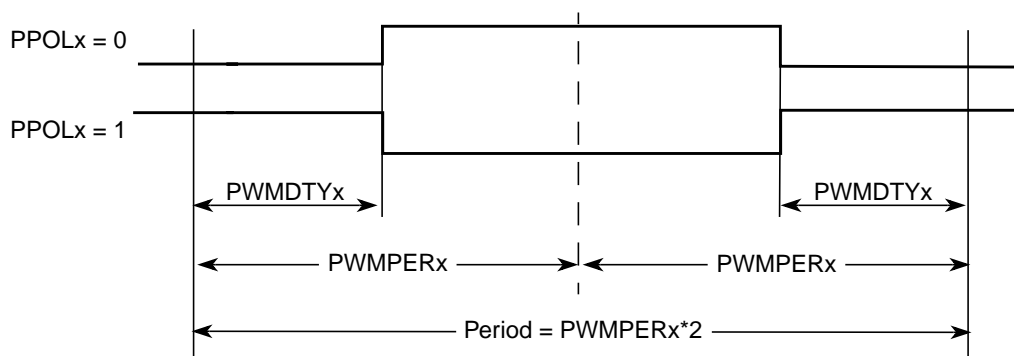 PPOLx = 0
PPOLx = 1
PWMDTYx
PWMDTYx
PWMPERx
PWMPERx
Period = PWMPERx*2